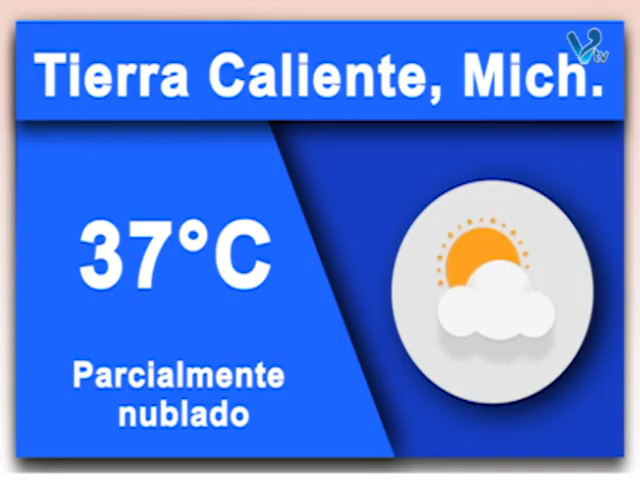 Tierra Caliente, Mich.
37°C
Parcialmente
nublado